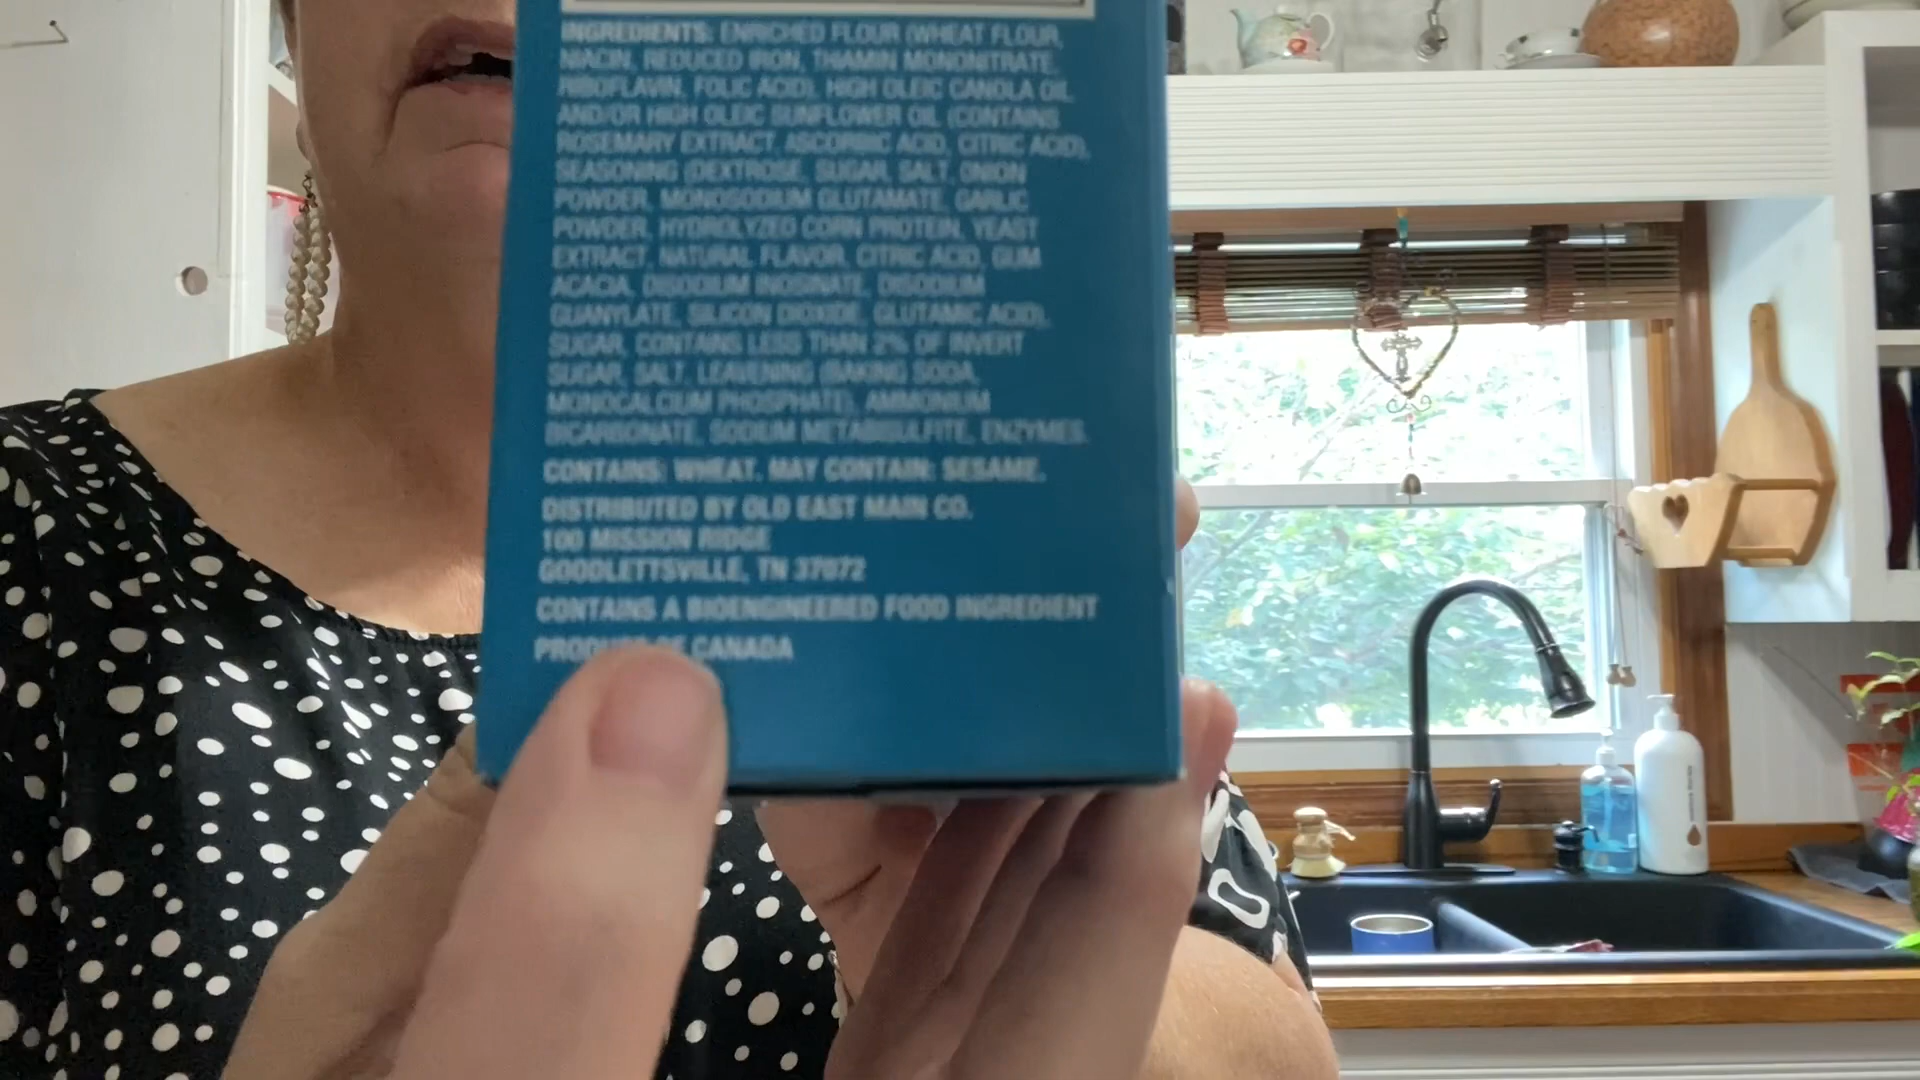 INGREDIENTS: ENRICHED FLOUR (WHEAT FLOUR,
NIACIN, REDUCED IRON, THIAMIN MONONITRATE,
RIBOFLAVIN, FOLIC ACID), HIGH OLEIC CANOLA OIL
AND/OR HIGH OLEIC SUNFLOWER OIL (CONTAINS
ROSEMARY EXTRACT, ASCORBIC ACID, CITRIC ACID),
SEASONING (DEXTROSE, SUGAR, SALT, ONION
POWDER, MONOSODIUM GLUTAMATE, GARLIC
POWDER, HYDROLYZED CORN PROTEIN, YEAST
EXTRACT, NATURAL FLAVOR, CITRIC ACID, GUM
ACACIA, DISODIUM INOSINATE, DISODIUM
GUANYLATE, SILICON DIOXIDE, GLUTAMIC ACID),
SUGAR, CONTAINS LESS THAN 2% OF INVERT
SUGAR, SALT, LEAVENING (BAKING SODA,
MONOCALCIUM PHOSPHATE), AMMONIUM
BICARBONATE, SODIUM METABISULFITE, ENZYMES.
CONTAINS: WHEAT. MAY CONTAIN: SESAME.
DISTRIBUTED BY OLD EAST MAIN CO.
100 MISSION RIDGE
GOODLETTSVILLE, TN 37072
CONTAINS A BIOENGINEERED FOOD INGREDIENT
PRODUCT OF CANADA